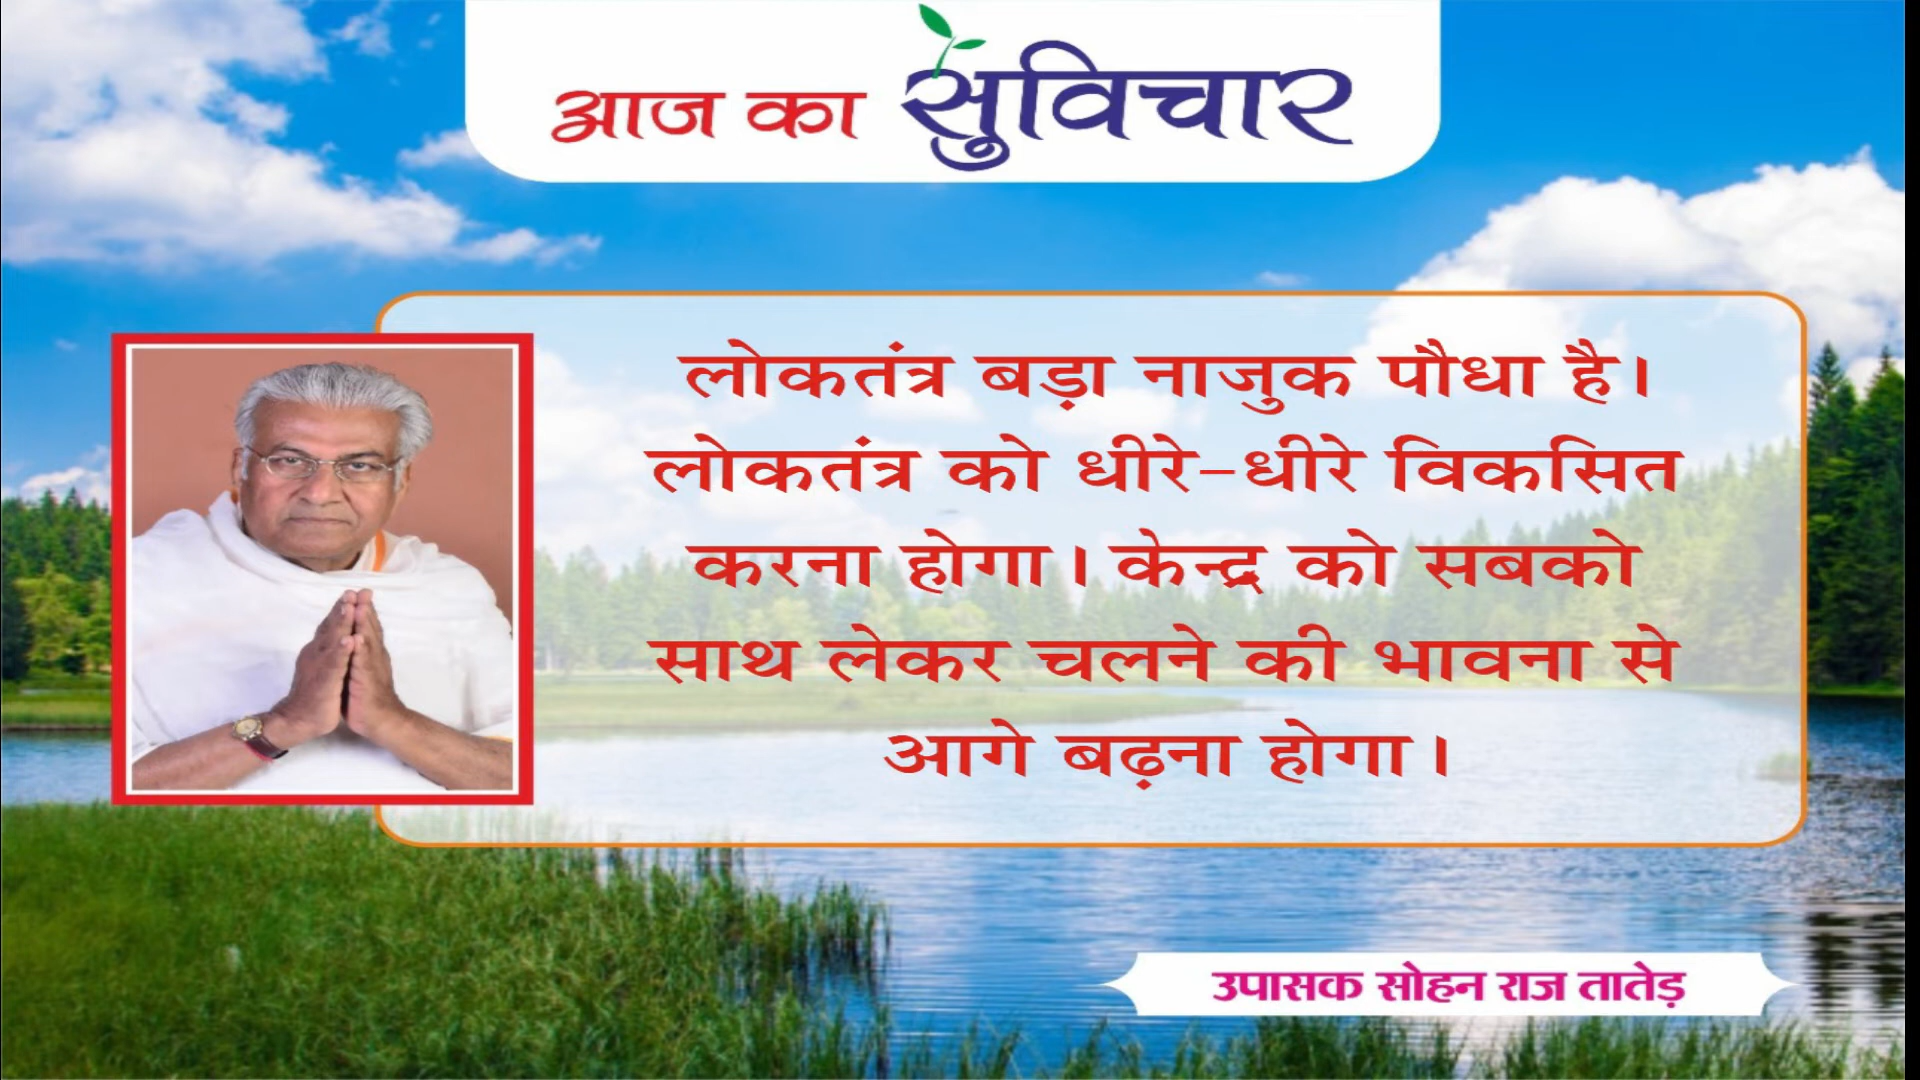 आज का सुविचार
लोकतंत्र बड़ा नाजुक पौधा है।
लोकतंत्र को धीरे-धीरे विकसित
करना होगा। केन्द्र को सबको
साथ लेकर चलने की भावना से
आगे बढ़ना होगा।
उपासक सोहन राज तातेड़